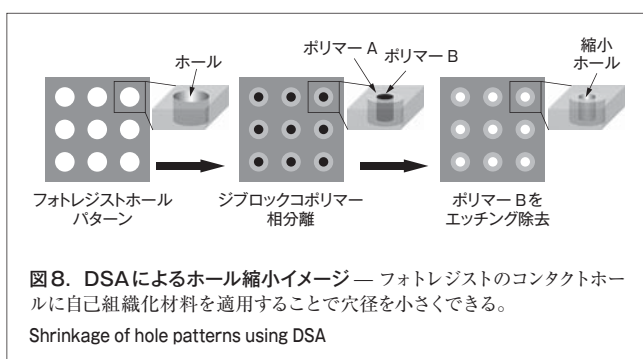 ホール
ポリマー A
ポリマー B
縮小
ホール
フォトレジストホール
パターン
ジブロックコポリマー
相分離
ポリマー Bを
エッチング除去
図8. DSAによるホール縮小イメージ — フォトレジストのコンタクトホー
ルに自己組織化材料を適用することで穴径を小さくできる。
Shrinkage of hole patterns using DSA